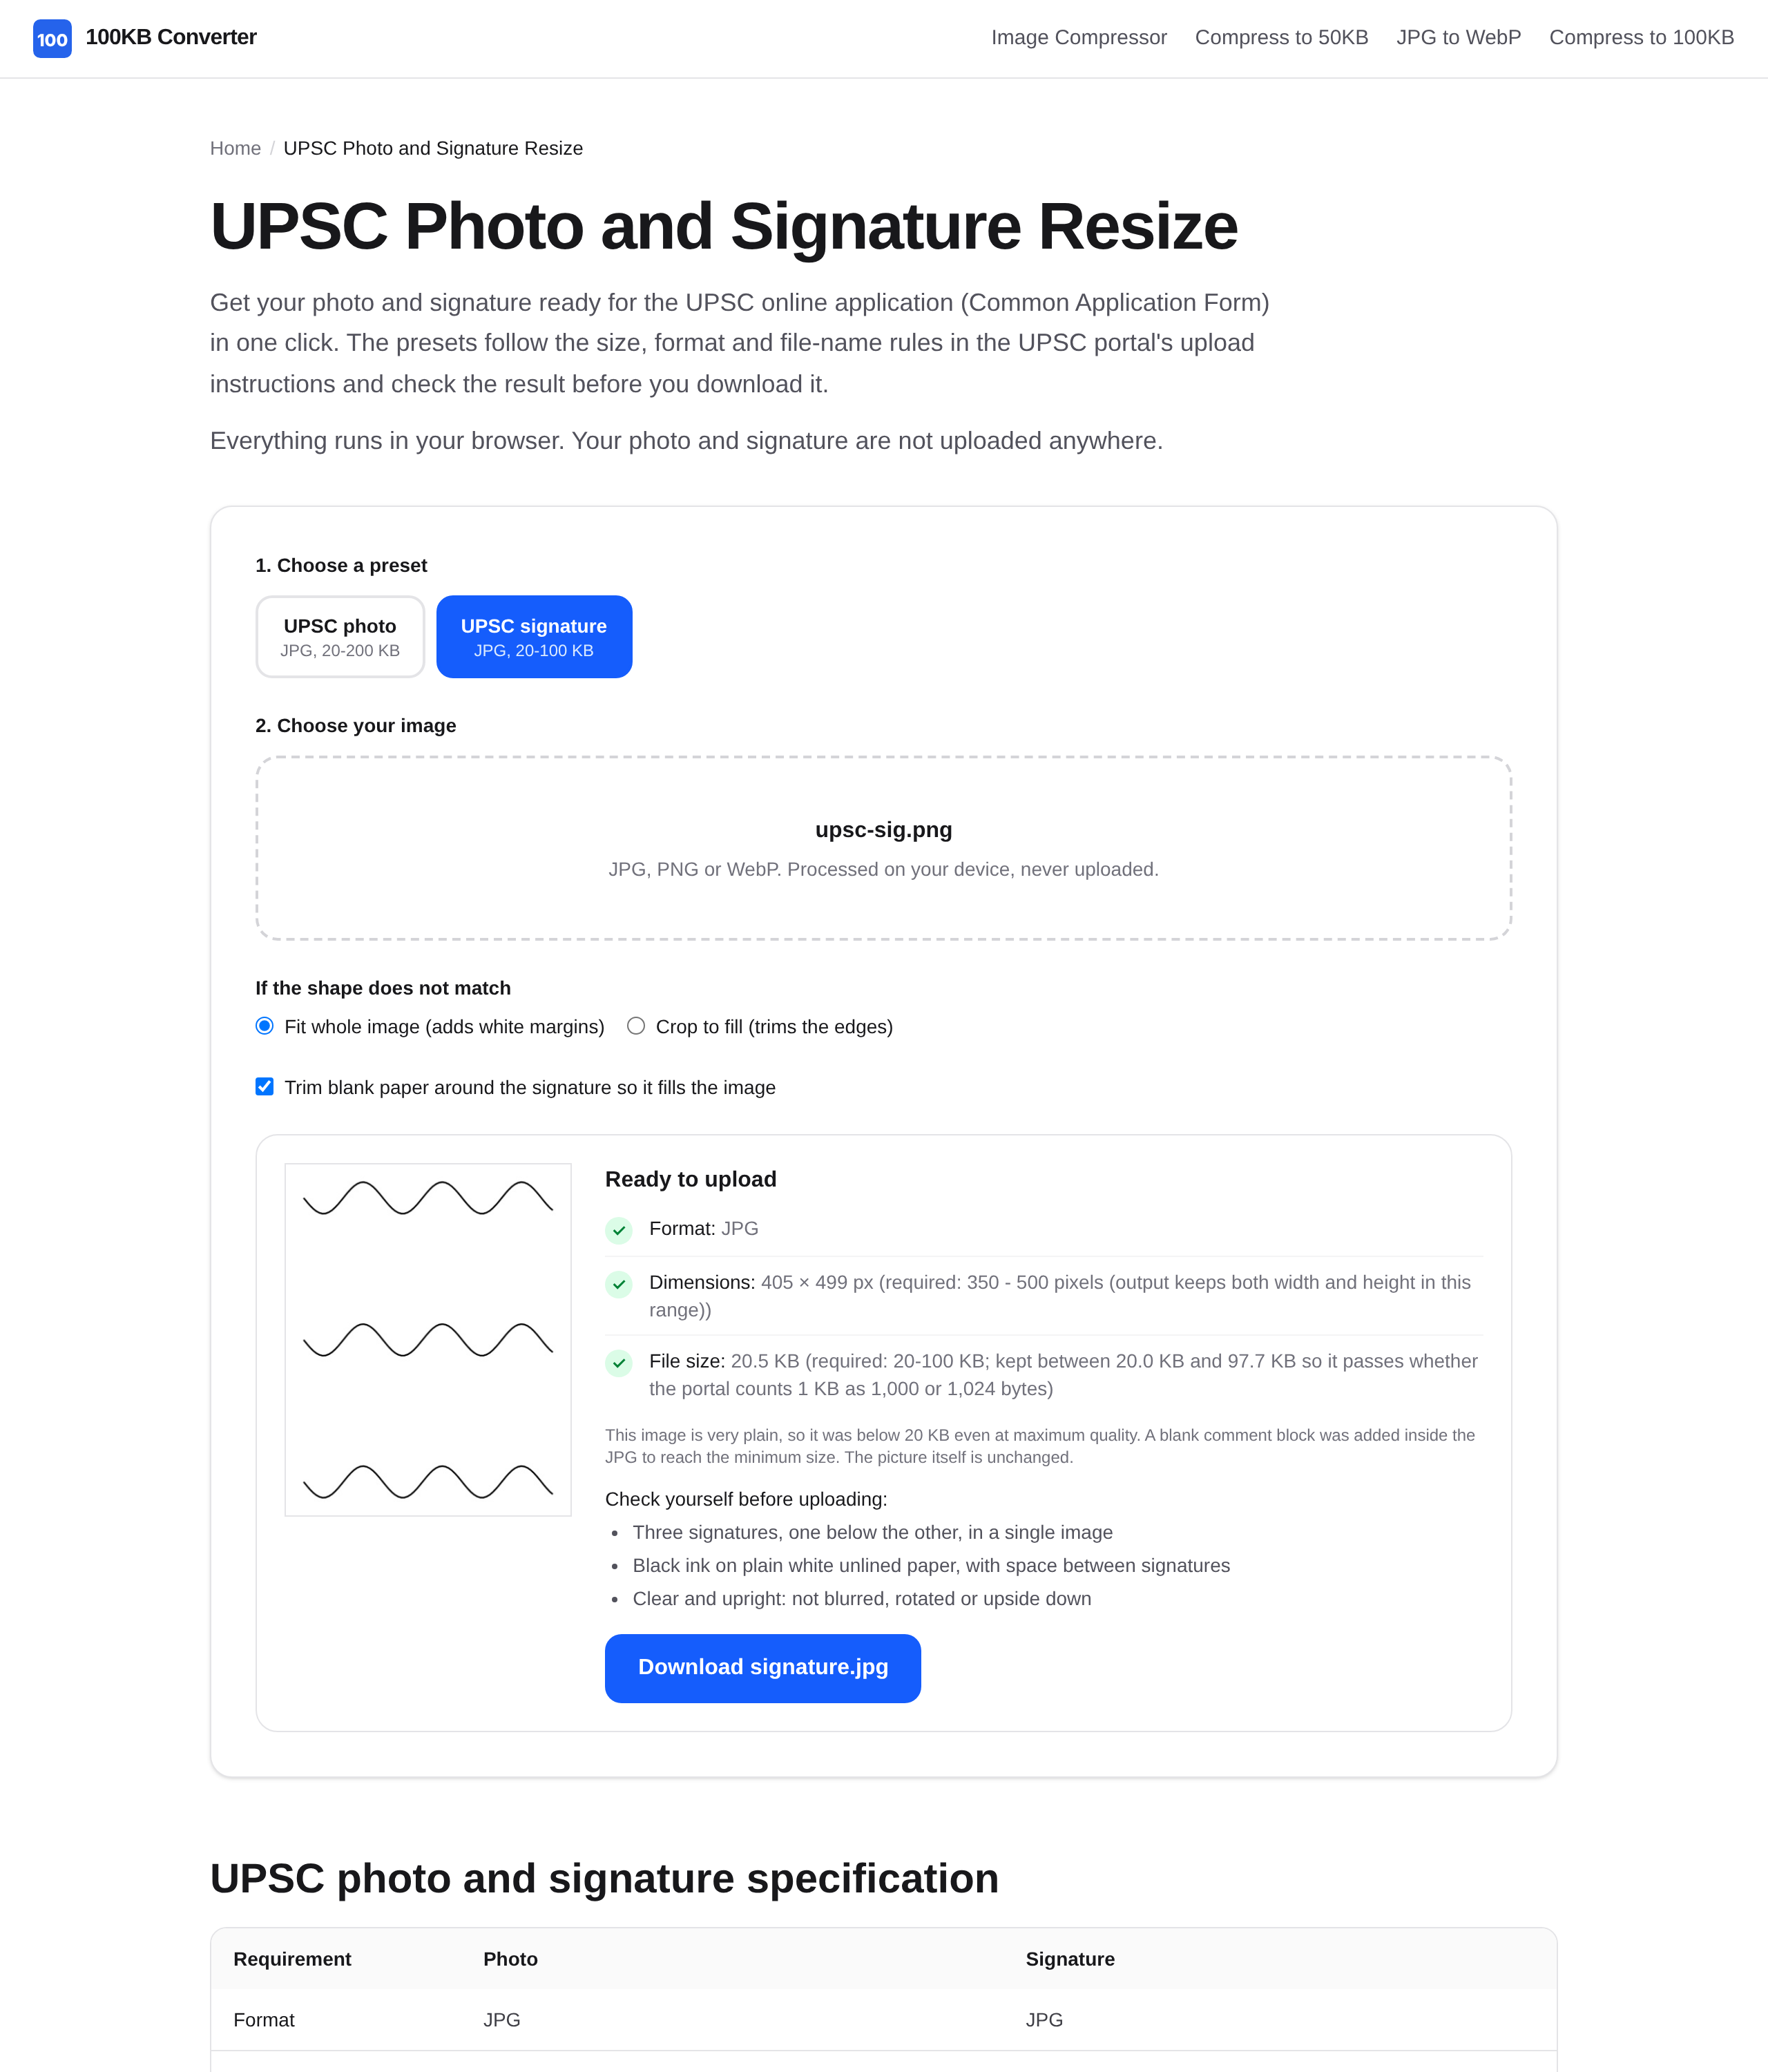 100 100KB Converter
Image Compressor Compress to 50KB JPG to WebP Compress to 100KB
Home / UPSC Photo and Signature Resize
UPSC Photo and Signature Resize
Get your photo and signature ready for the UPSC online application (Common Application Form)
in one click. The presets follow the size, format and file-name rules in the UPSC portal's upload
instructions and check the result before you download it.
Everything runs in your browser. Your photo and signature are not uploaded anywhere.
1. Choose a preset
UPSC photo
JPG, 20-200 KB
UPSC signature
JPG, 20-100 KB
2. Choose your image
upsc-sig.png
JPG, PNG or WebP. Processed on your device, never uploaded.
If the shape does not match
Fit whole image (adds white margins) Crop to fill (trims the edges)
Trim blank paper around the signature so it fills the image
Ready to upload
Format: JPG
Dimensions: 405 × 499 px (required: 350 - 500 pixels (output keeps both width and height in this
range))
File size: 20.5 KB (required: 20-100 KB; kept between 20.0 KB and 97.7 KB so it passes whether
the portal counts 1 KB as 1,000 or 1,024 bytes)
This image is very plain, so it was below 20 KB even at maximum quality. A blank comment block was added inside the
JPG to reach the minimum size. The picture itself is unchanged.
Check yourself before uploading:
• Three signatures, one below the other, in a single image
• Black ink on plain white unlined paper, with space between signatures
• Clear and upright: not blurred, rotated or upside down
Download signature.jpg
UPSC photo and signature specification
Requirement Photo Signature
Format JPG JPG